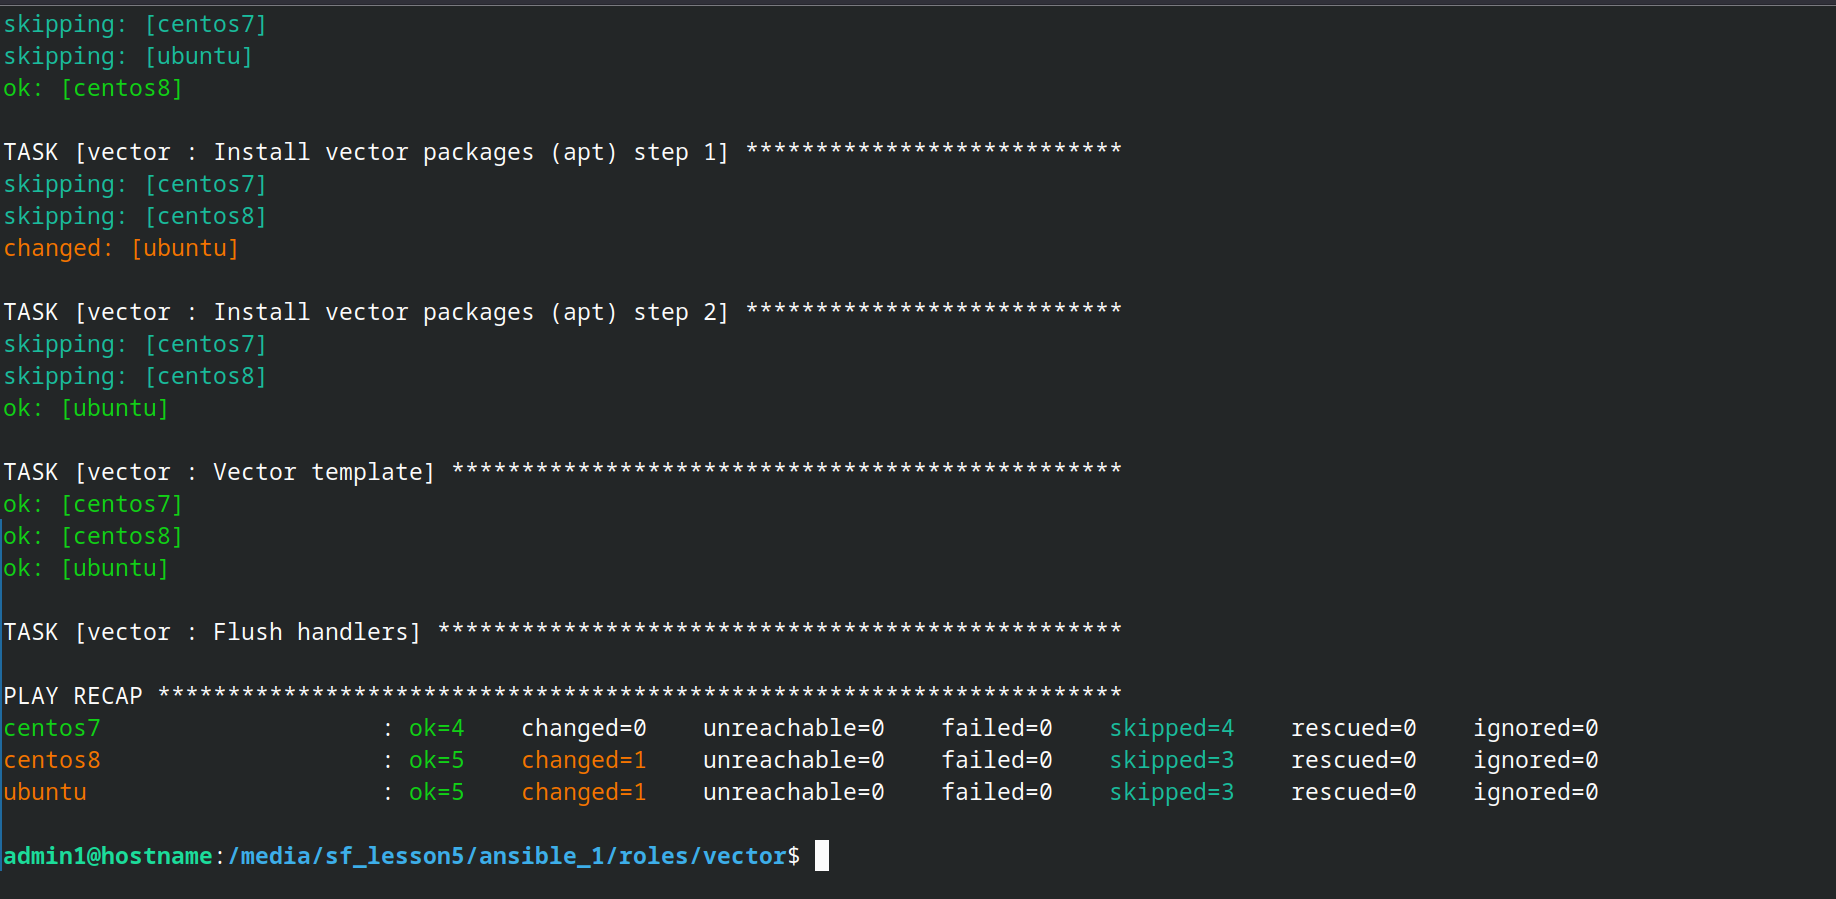 skipping: [centos7]
skipping: [ubuntu]
ok: [centos8]
TASK [vector : Install vector packages (apt) step 1] ***************************
skipping: [centos7]
skipping: [centos8]
changed: [ubuntu]
TASK [vector : Install vector packages (apt) step 2] ***************************
skipping: [centos7]
skipping: [centos8]
ok: [ubuntu]
TASK [vector : Vector template] ************************************************
ok: [centos7]
ok: [centos8]
ok: [ubuntu]
TASK [vector : Flush handlers] *************************************************
PLAY RECAP *********************************************************************
centos7                    : ok=4    changed=0    unreachable=0    failed=0    skipped=4    rescued=0    ignored=0
centos8                    : ok=5    changed=1    unreachable=0    failed=0    skipped=3    rescued=0    ignored=0
ubuntu                     : ok=5    changed=1    unreachable=0    failed=0    skipped=3    rescued=0    ignored=0
admin1@hostname:/media/sf_lesson5/ansible_1/roles/vector$